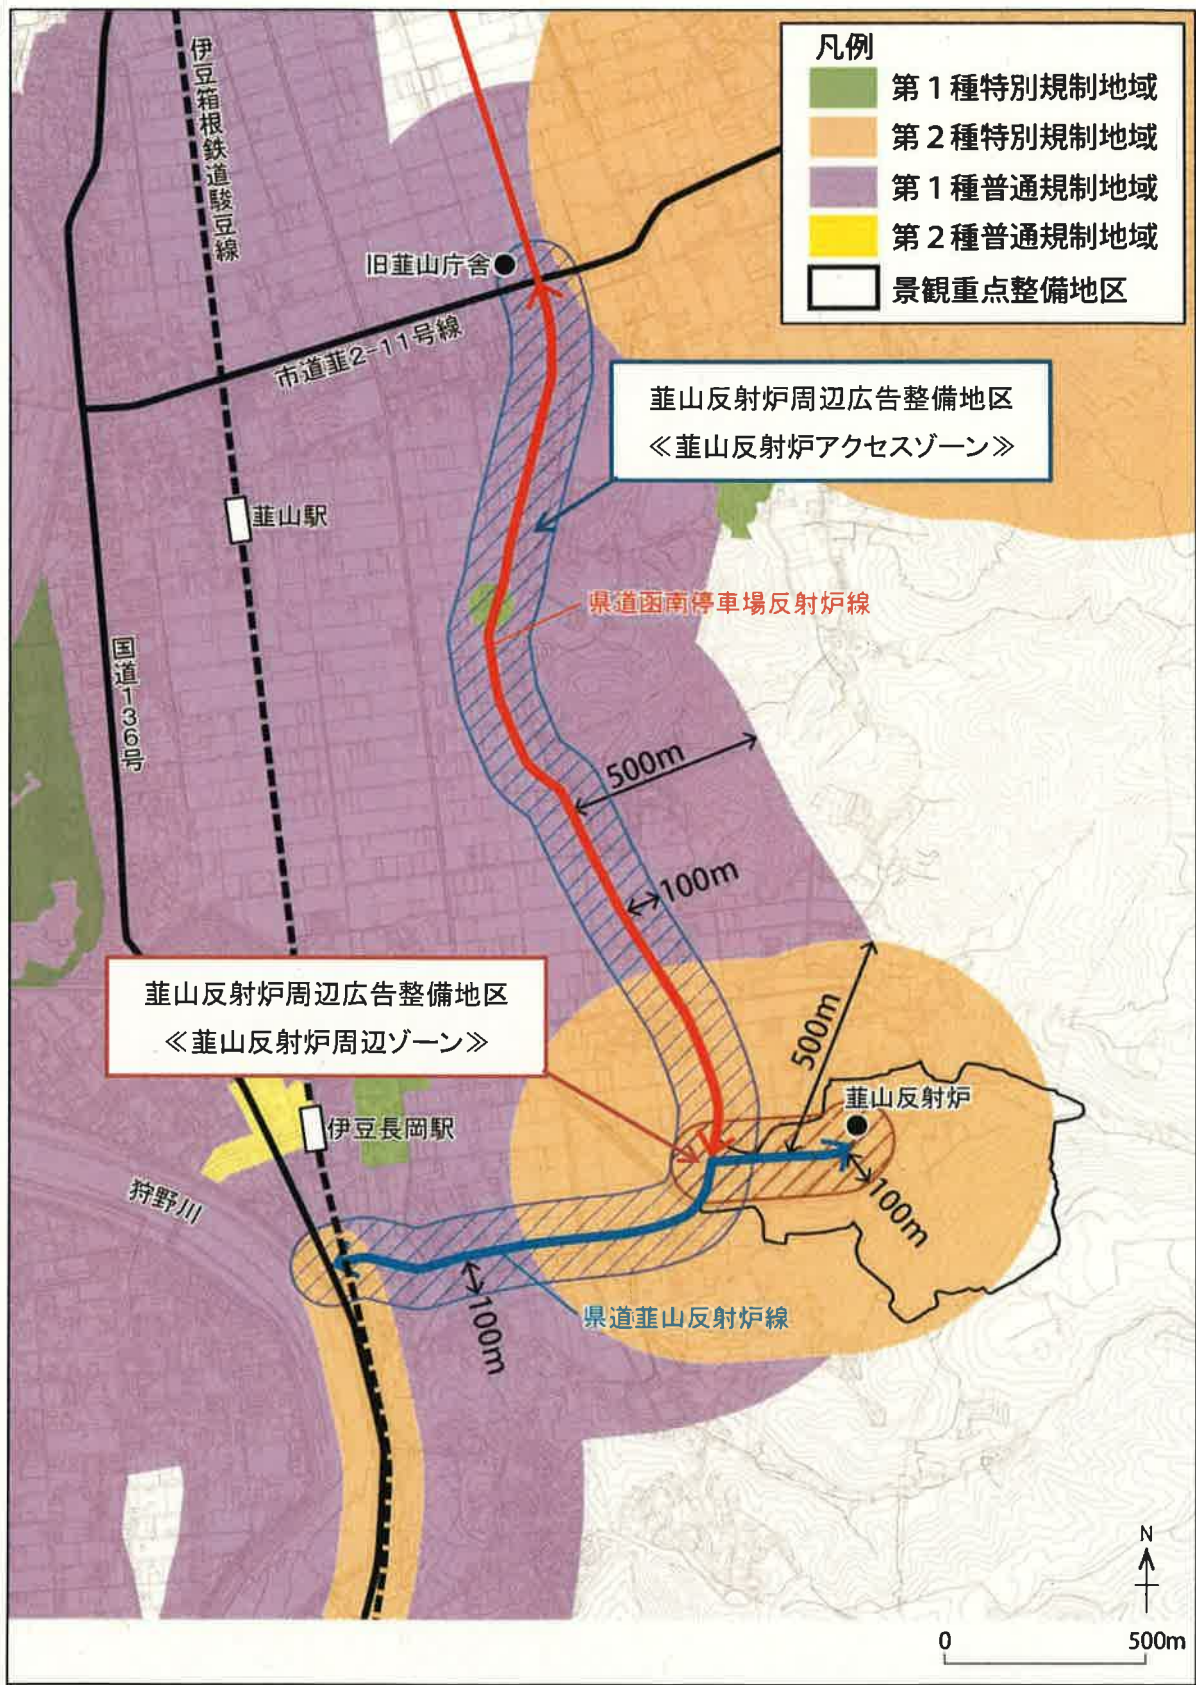 凡例
第1種特別規制地域
第2種特別規制地域
第1種普通規制地域
第2種普通規制地域
景観重点整備地区
伊豆箱根鉄道駿豆線
旧韮山庁舎
市道韮2-11号線
韮山反射炉周辺広告整備地区
≪韮山反射炉アクセスゾーン≫
韮山駅
県道函南停車場反射炉線
国道136号
500m
100m
韮山反射炉周辺広告整備地区
≪韮山反射炉周辺ゾーン≫
500m
韮山反射炉
伊豆長岡駅
狩野川
100m
県道韮山反射炉線
100m
N
0 500m